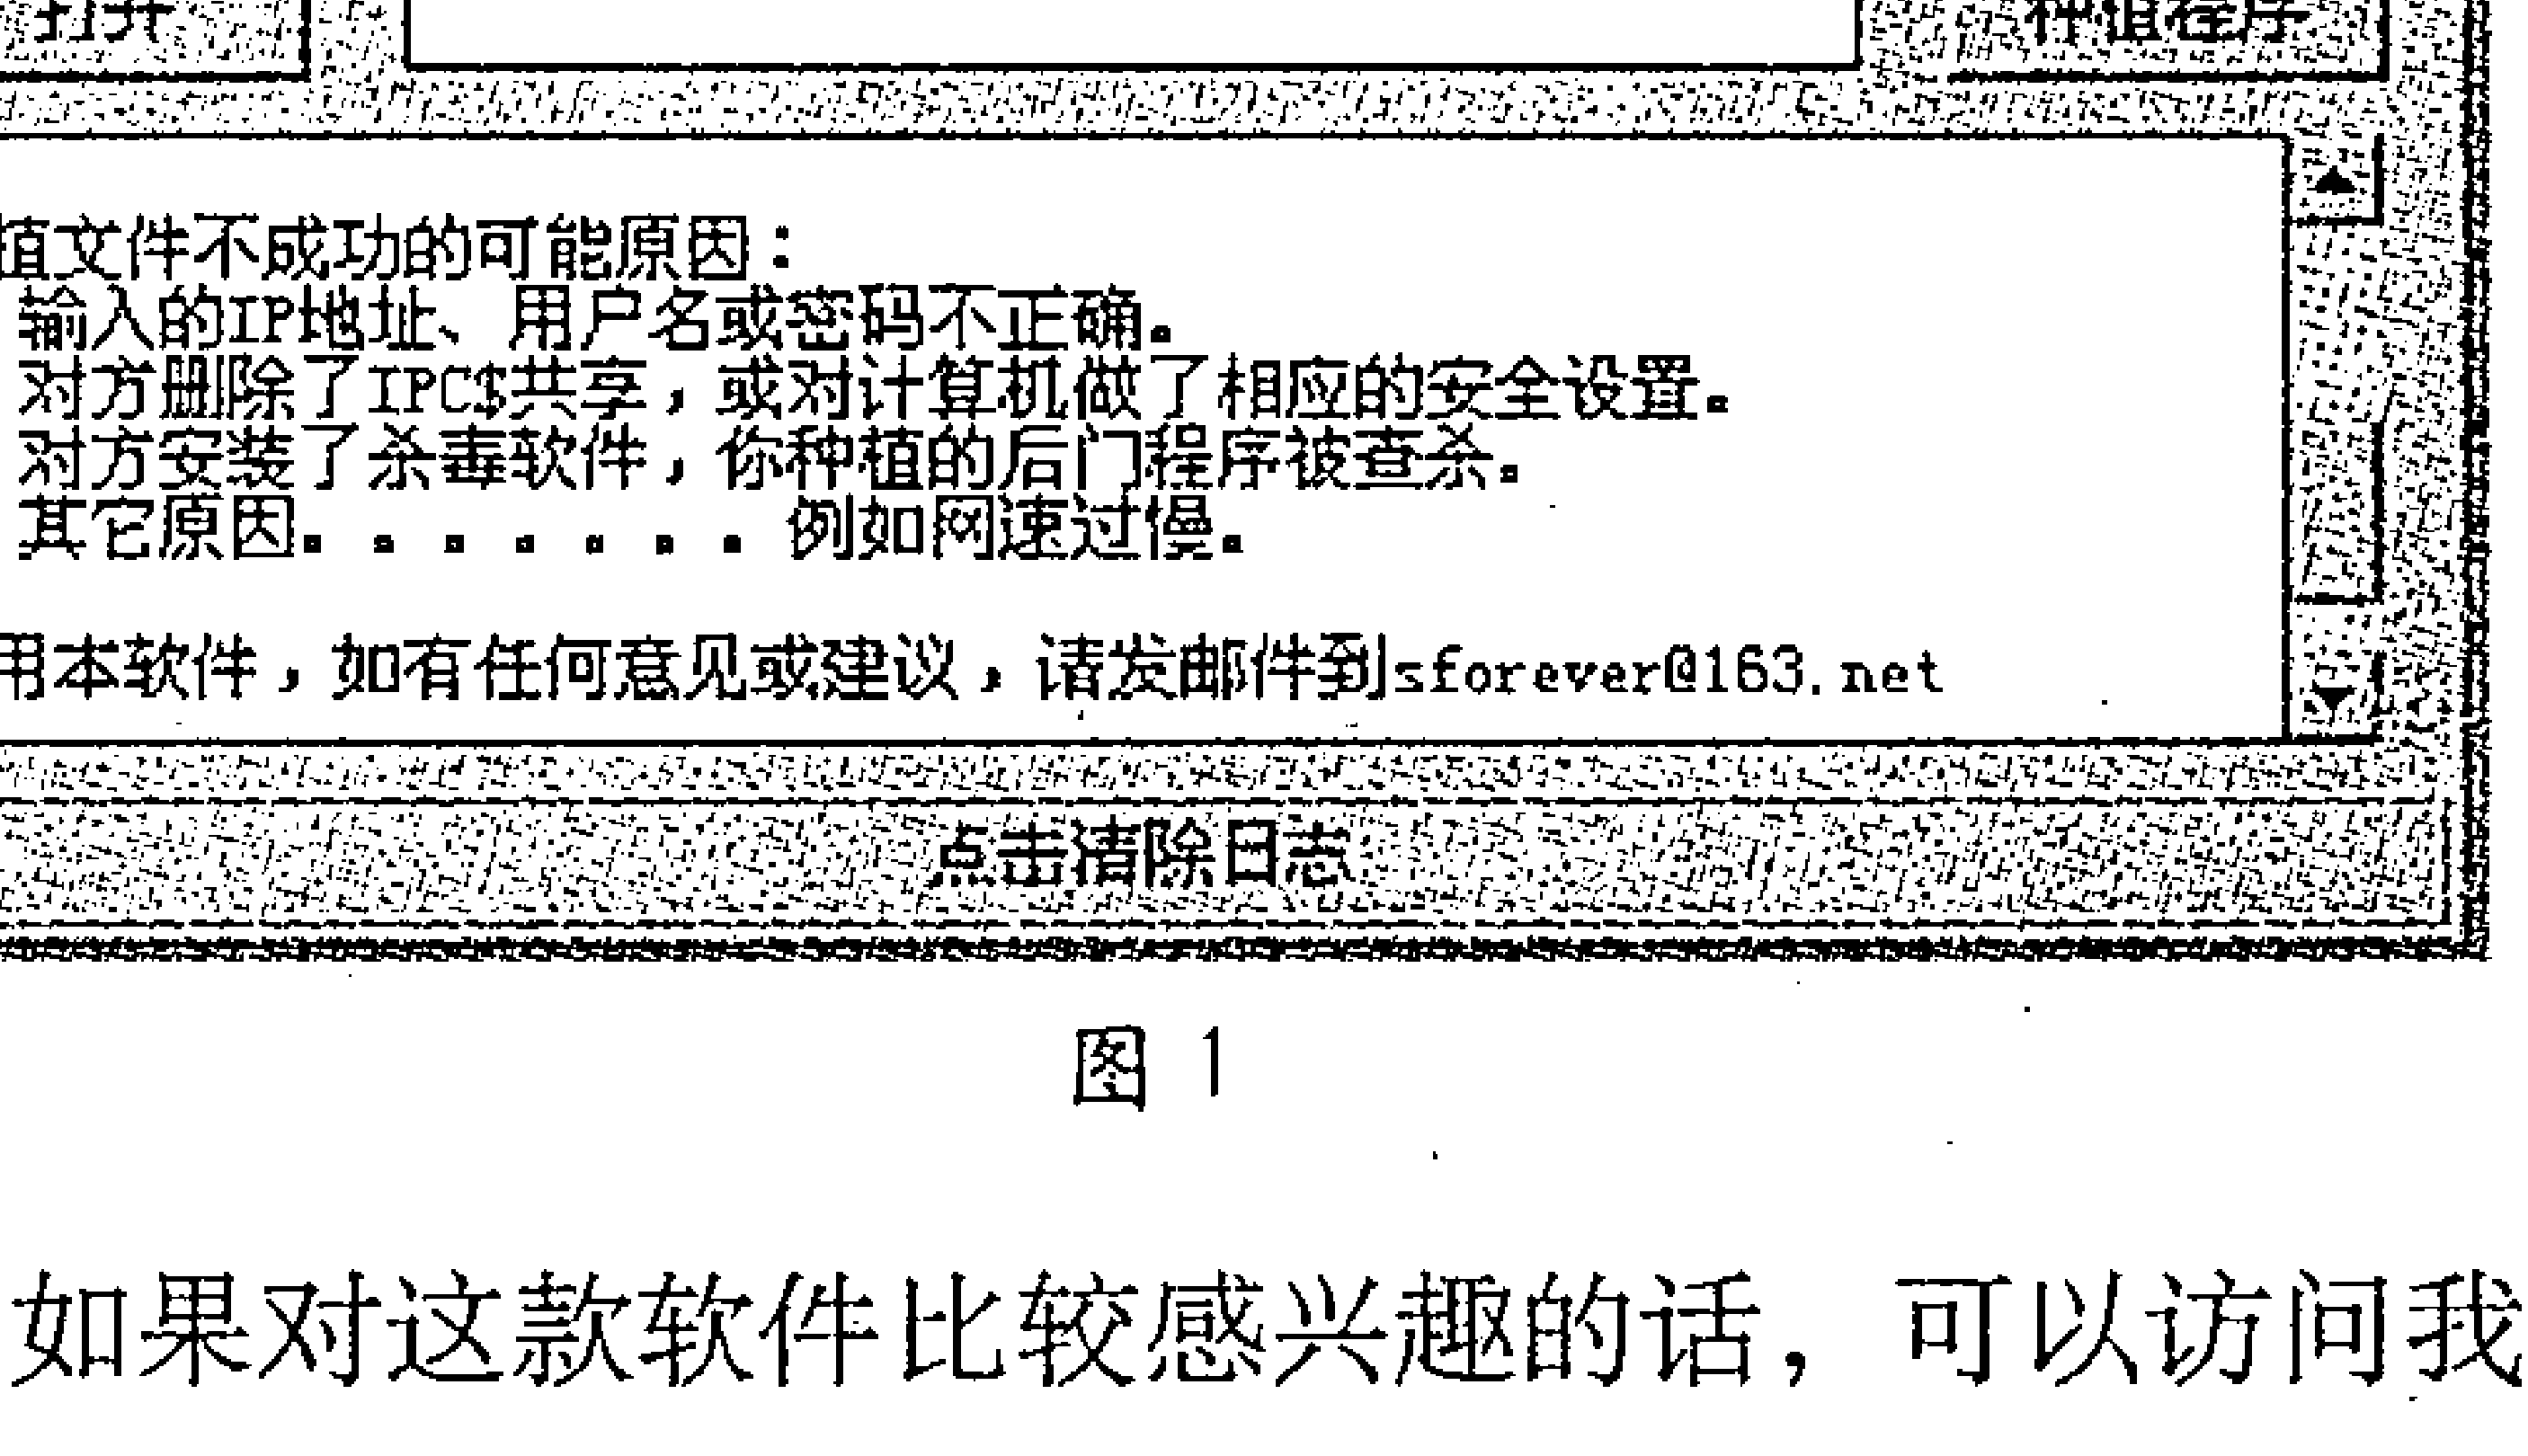 打开 种植程序
植文件不成功的可能原因：
输入的IP地址、用户名或密码不正确。
对方删除了IPC$共享，或对计算机做了相应的安全设置。
对方安装了杀毒软件，你种植的后门程序被查杀。
其它原因。。。。。。。例如网速过慢。
用本软件，如有任何意见或建议，请发邮件到sforever@163.net
点击清除日志
图 1
如果对这款软件比较感兴趣的话，可以访问我